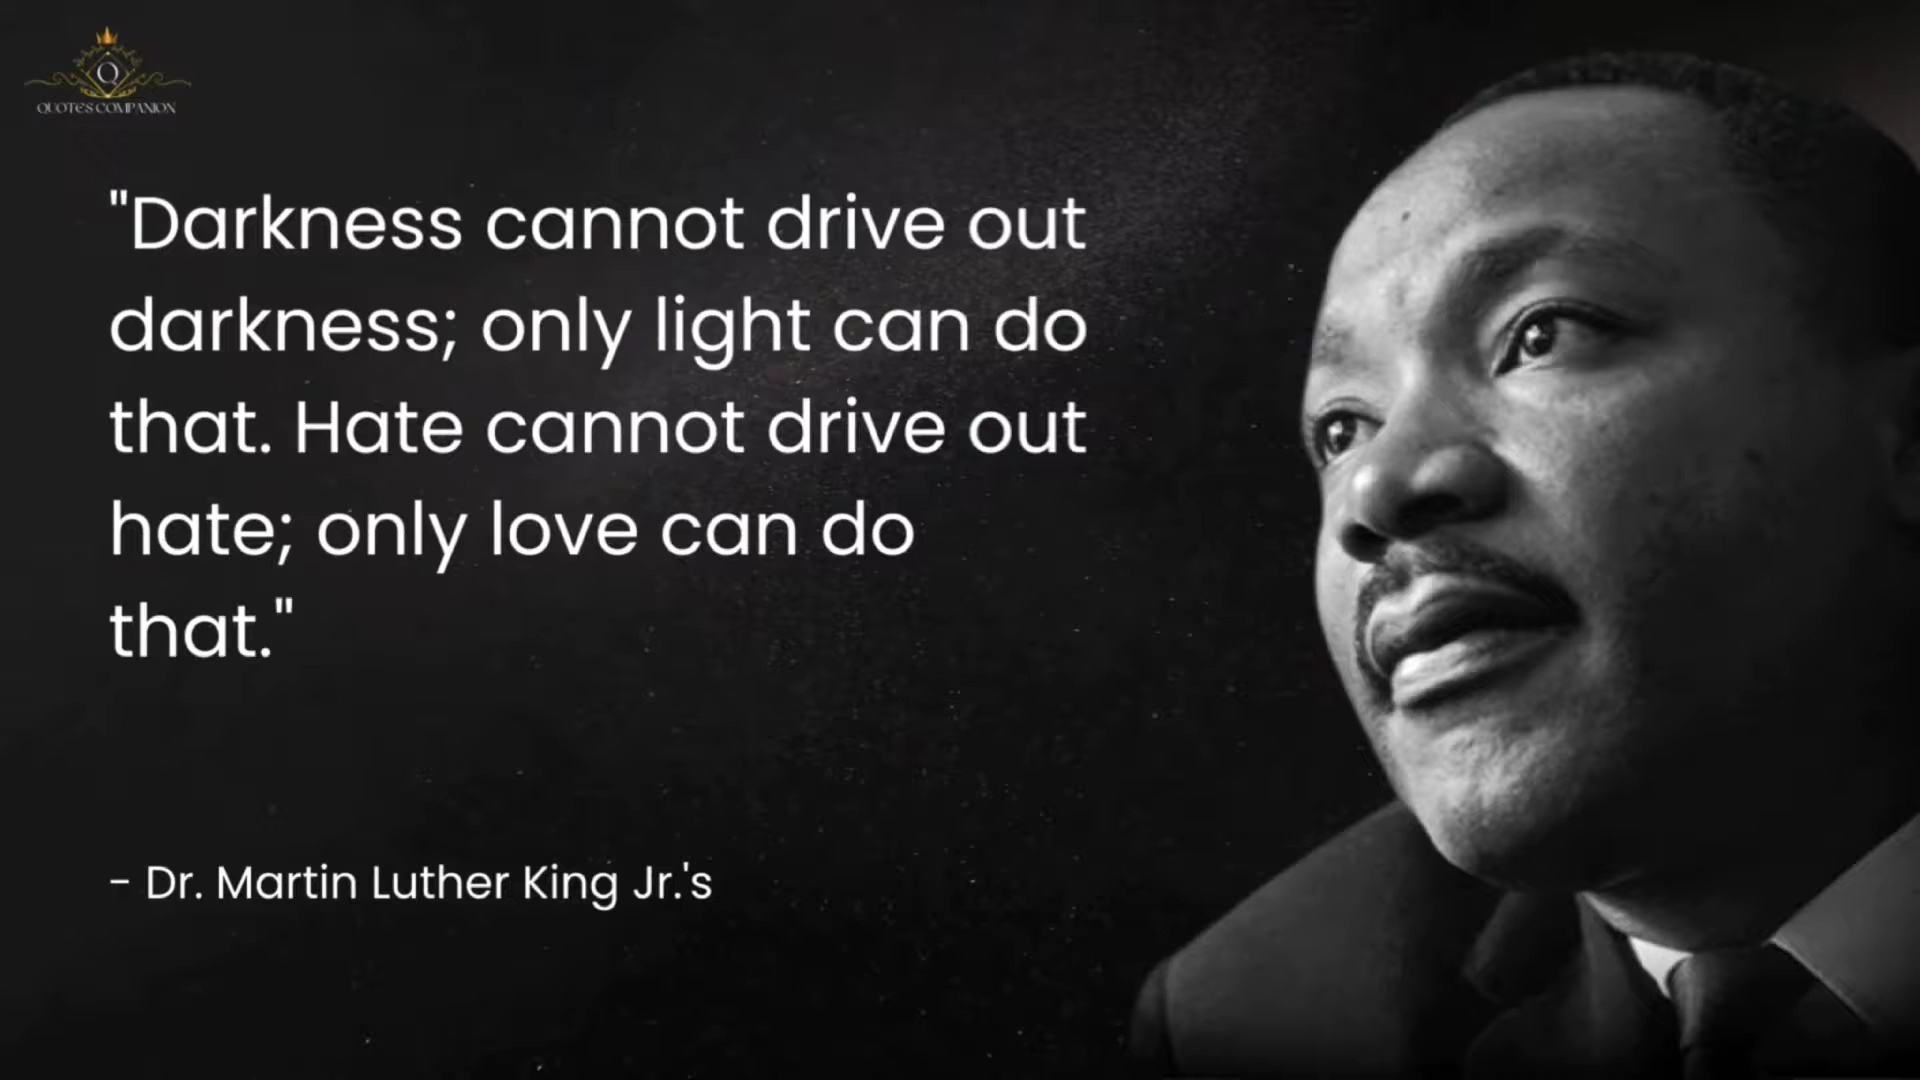 Q
QUOTES COMPANION
"Darkness cannot drive out
darkness; only light can do
that. Hate cannot drive out
hate; only love can do
that."
- Dr. Martin Luther King Jr.'s